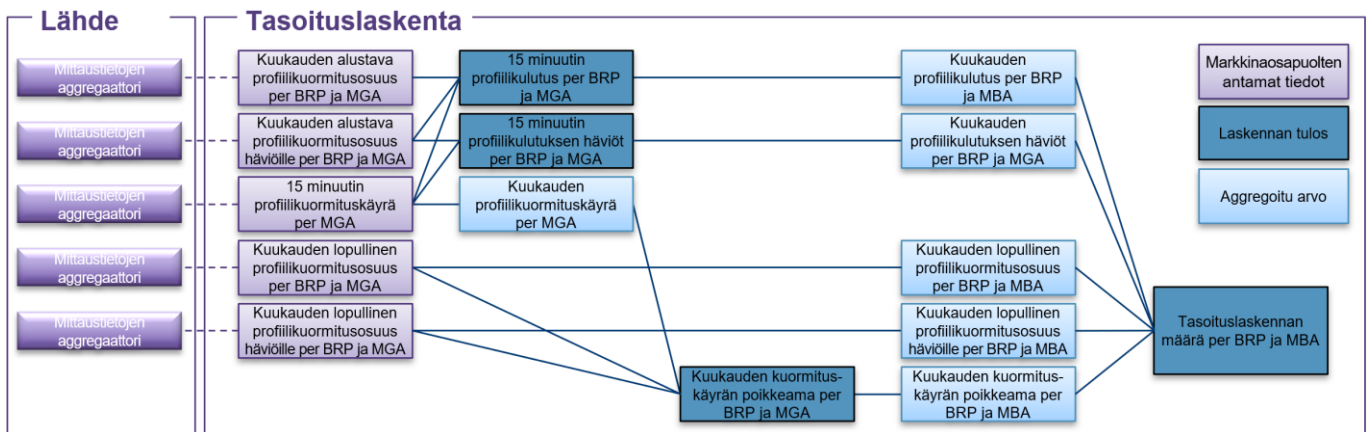 Lähde
Tasoituslaskenta
Mittaustietojen
aggregaattori
Kuukauden alustava
profiilikuormitusosuus
per BRP ja MGA
15 minuutin
profiilikulutus per BRP
ja MGA
Kuukauden
profiilikulutus per BRP
ja MBA
Markkinaosapuolten
antamat tiedot
Mittaustietojen
aggregaattori
Kuukauden alustava
profiilikuormitusosuus
häviöille per BRP ja MGA
15 minuutin
profiilikulutuksen häviöt
per BRP ja MGA
Kuukauden
profiilikulutuksen häviöt
per BRP ja MGA
Laskennan tulos
Mittaustietojen
aggregaattori
15 minuutin
profiilikuormituskäyrä
per MGA
Kuukauden
profiilikuormituskäyrä
per MGA
Aggregoitu arvo
Mittaustietojen
aggregaattori
Kuukauden lopullinen
profiilikuormitusosuus
per BRP ja MGA
Kuukauden lopullinen
profiilikuormitusosuus
per BRP ja MBA
Mittaustietojen
aggregaattori
Kuukauden lopullinen
profiilikuormitusosuus
häviöille per BRP ja MGA
Kuukauden lopullinen
profiilikuormitusosuus
häviöille per BRP ja MBA
Tasoituslaskennan
määrä per BRP ja MBA
Kuukauden kuormitus-
käyrän poikkeama per
BRP ja MGA
Kuukauden kuormitus-
käyrän poikkeama per
BRP ja MBA